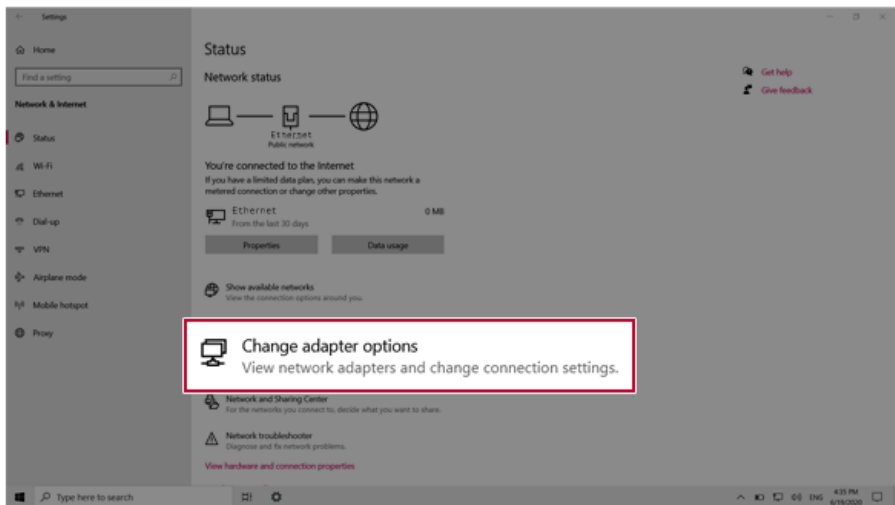 Settings
Home
Find a setting
Network & Internet
Status
Wi-Fi
Ethernet
Dial-up
VPN
Airplane mode
Mobile hotspot
Proxy
Status
Network status
Ethernet
Public network
You're connected to the Internet
If you have a limited data plan, you can make this network a
metered connection or change other properties.
Ethernet
0 MB
From the last 30 days
Properties
Data usage
Show available networks
View the connection options around you.
Change adapter options
View network adapters and change connection settings.
Network and Sharing Center
For the networks you connect to, decide what you want to share.
Network troubleshooter
Diagnose and fix network problems.
View hardware and connection properties
Get help
Give feedback
Type here to search
ENG
4:35 PM
6/19/2020